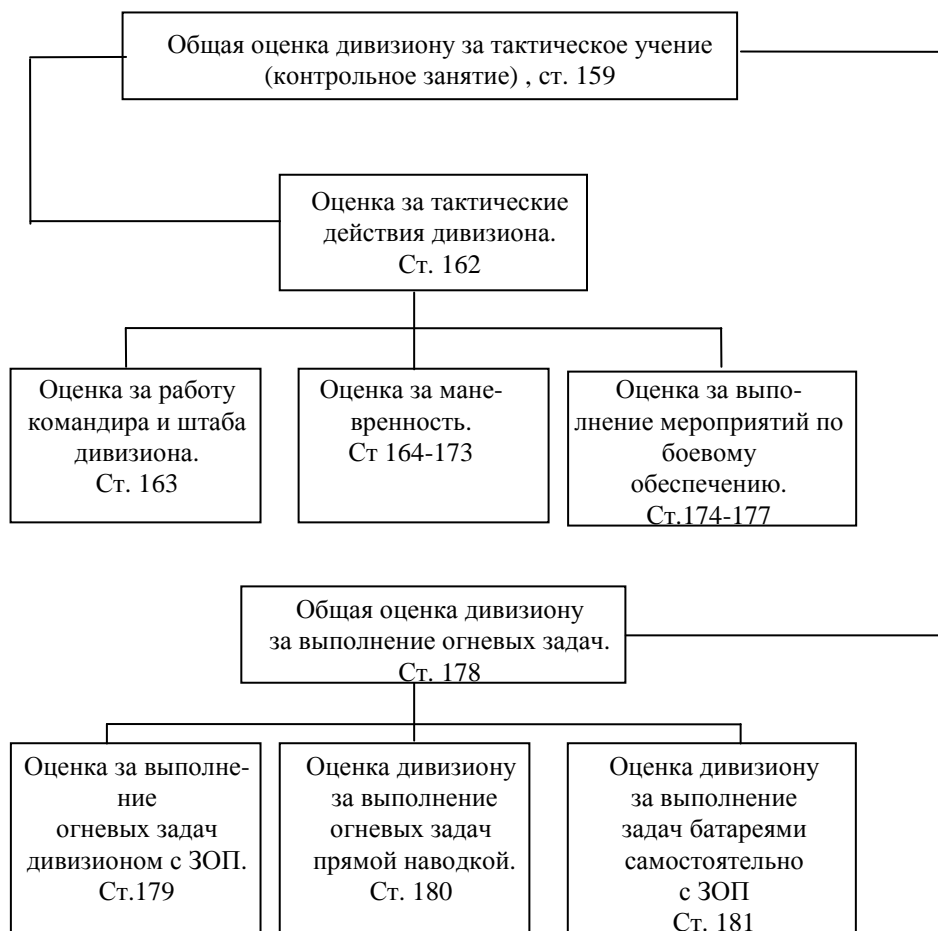 Общая оценка дивизиону за тактическое учение
(контрольное занятие) , ст. 159
Оценка за тактические
действия дивизиона.
Ст. 162
Оценка за работу
командира и штаба
дивизиона.
Ст. 163
Оценка за мане-
вренность.
Ст 164-173
Оценка за выпо-
лнение мероприятий по
боевому
обеспечению.
Ст.174-177
Общая оценка дивизиону
за выполнение огневых задач.
Ст. 178
Оценка за выполне-
ние
огневых задач
дивизионом с ЗОП.
Ст.179
Оценка дивизиону
за выполнение
огневых задач
прямой наводкой.
Ст. 180
Оценка дивизиону
за выполнение
задач батареями
самостоятельно
с ЗОП
Ст. 181